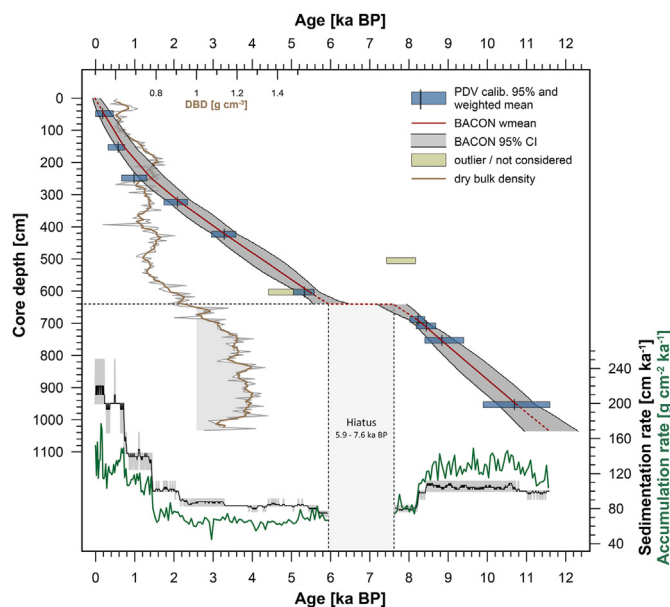 Age [ka BP]
0 1 2 3 4 5 6 7 8 9 10 11 12
0.8 1 1.2 1.4
DBD [g cm-3]
PDV calib. 95% and
weighted mean
BACON wmean
BACON 95% CI
outlier / not considered
dry bulk density
Core depth [cm]
0
100
200
300
400
500
600
700
800
900
1000
1100
Hiatus
5.9 - 7.6 ka BP
240
200
160
120
80
40
Sedimentation rate [cm ka-1]
Accumulation rate [g cm-2 ka-1]
0 1 2 3 4 5 6 7 8 9 10 11 12
Age [ka BP]